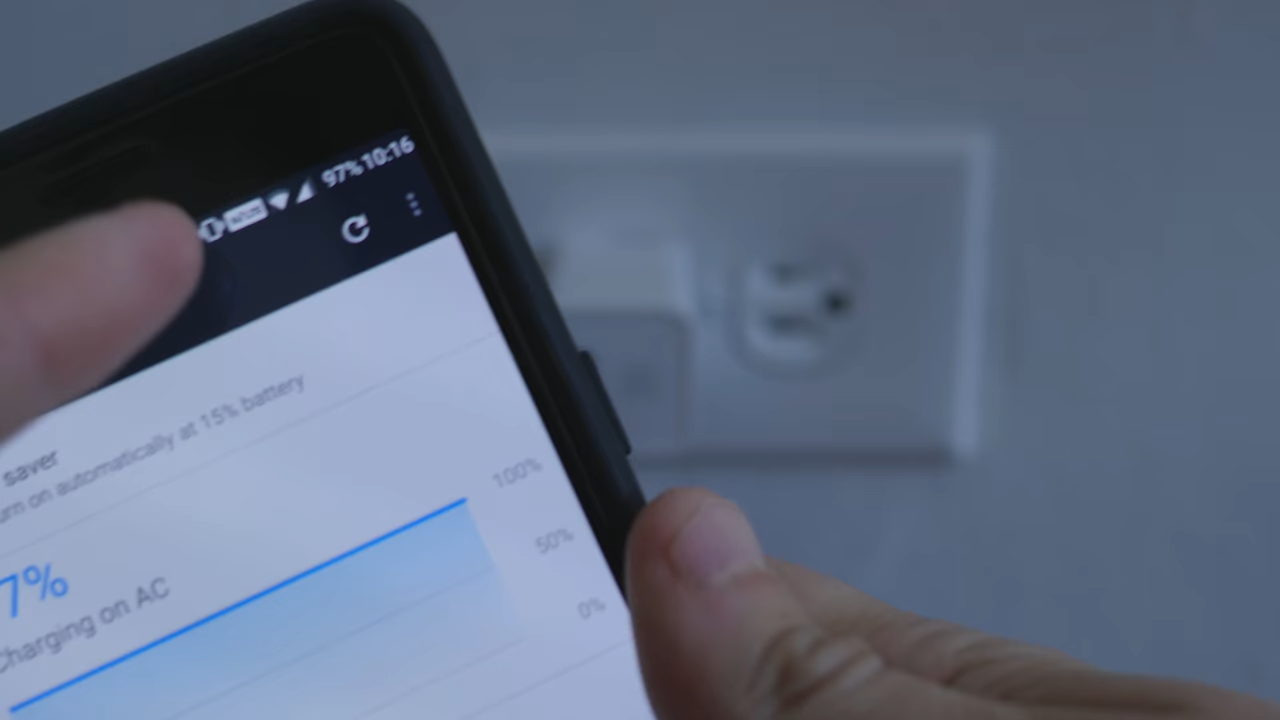 97% 10:16
saver
urn on automatically at 15% battery
100%
7%
50%
Charging on AC
0%